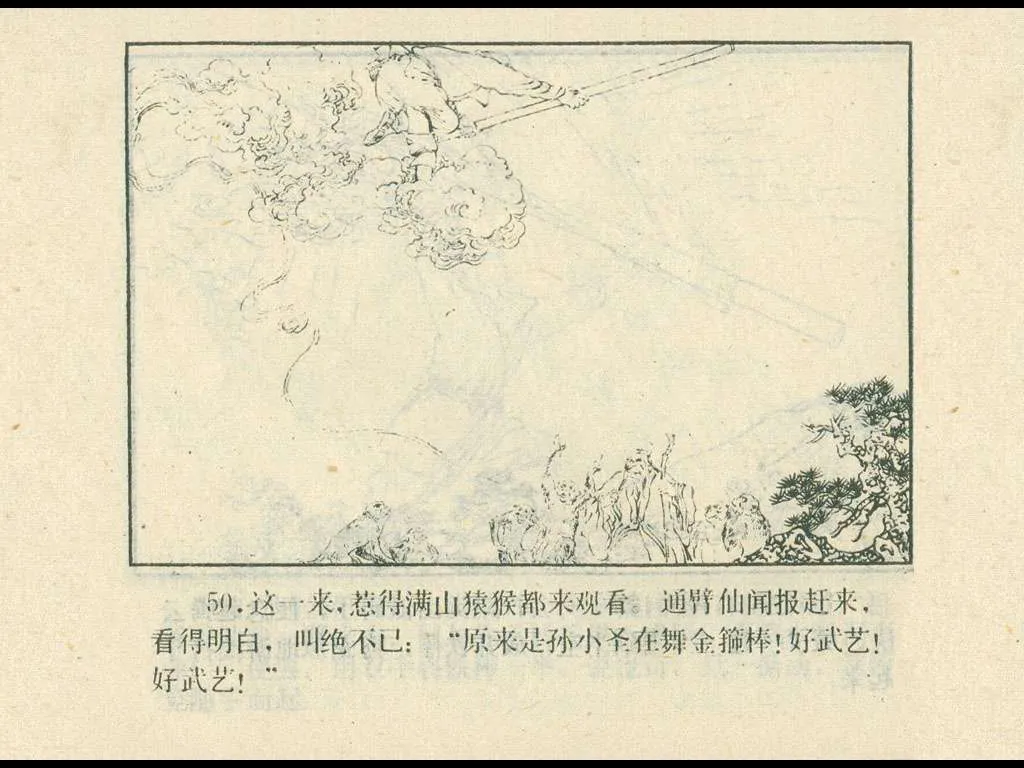 50.这一来,惹得满山猿猴都来观看。通臂仙闻报赶来,
看得明白,叫绝不已:“原来是孙小圣在舞金箍棒!好武艺!
好武艺!”